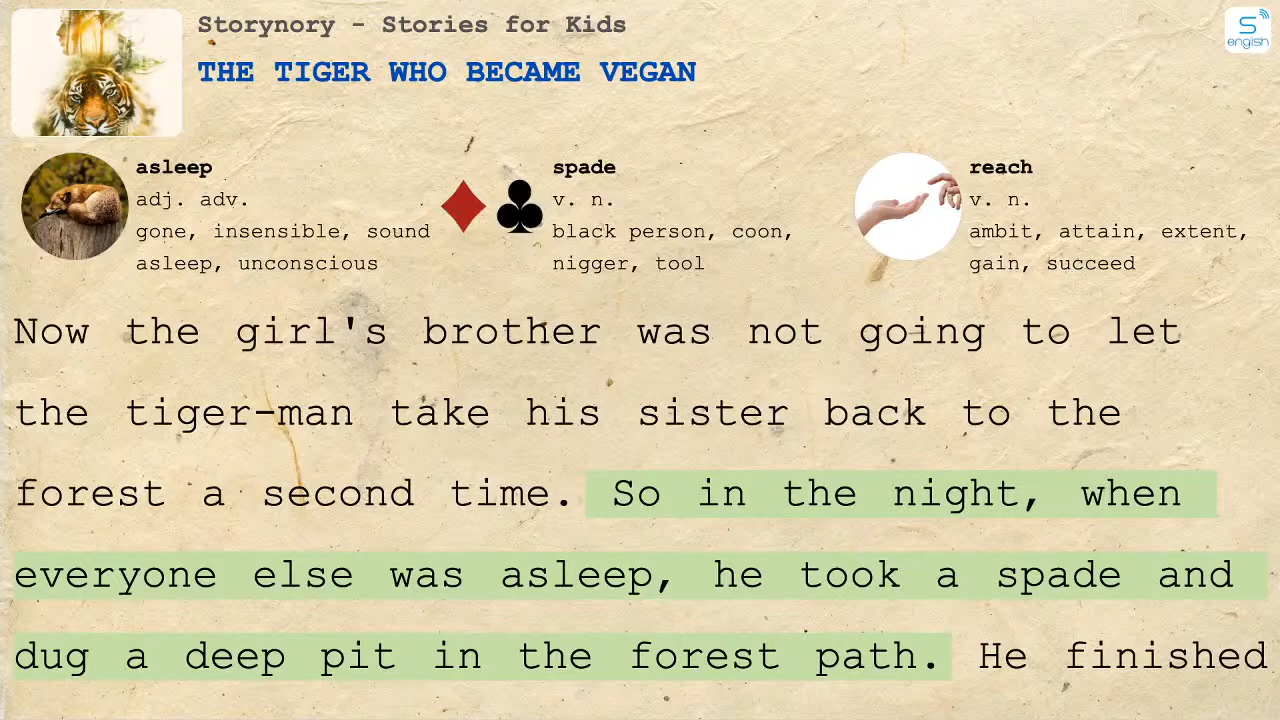 Storynory - Stories for Kids
THE TIGER WHO BECAME VEGAN
S
english
asleep
adj. adv.
gone, insensible, sound
asleep, unconscious
spade
v. n.
black person, coon,
nigger, tool
reach
v. n.
ambit, attain, extent,
gain, succeed
Now the girl's brother was not going to let
the tiger-man take his sister back to the
forest a second time. So in the night, when
everyone else was asleep, he took a spade and
dug a deep pit in the forest path. He finished